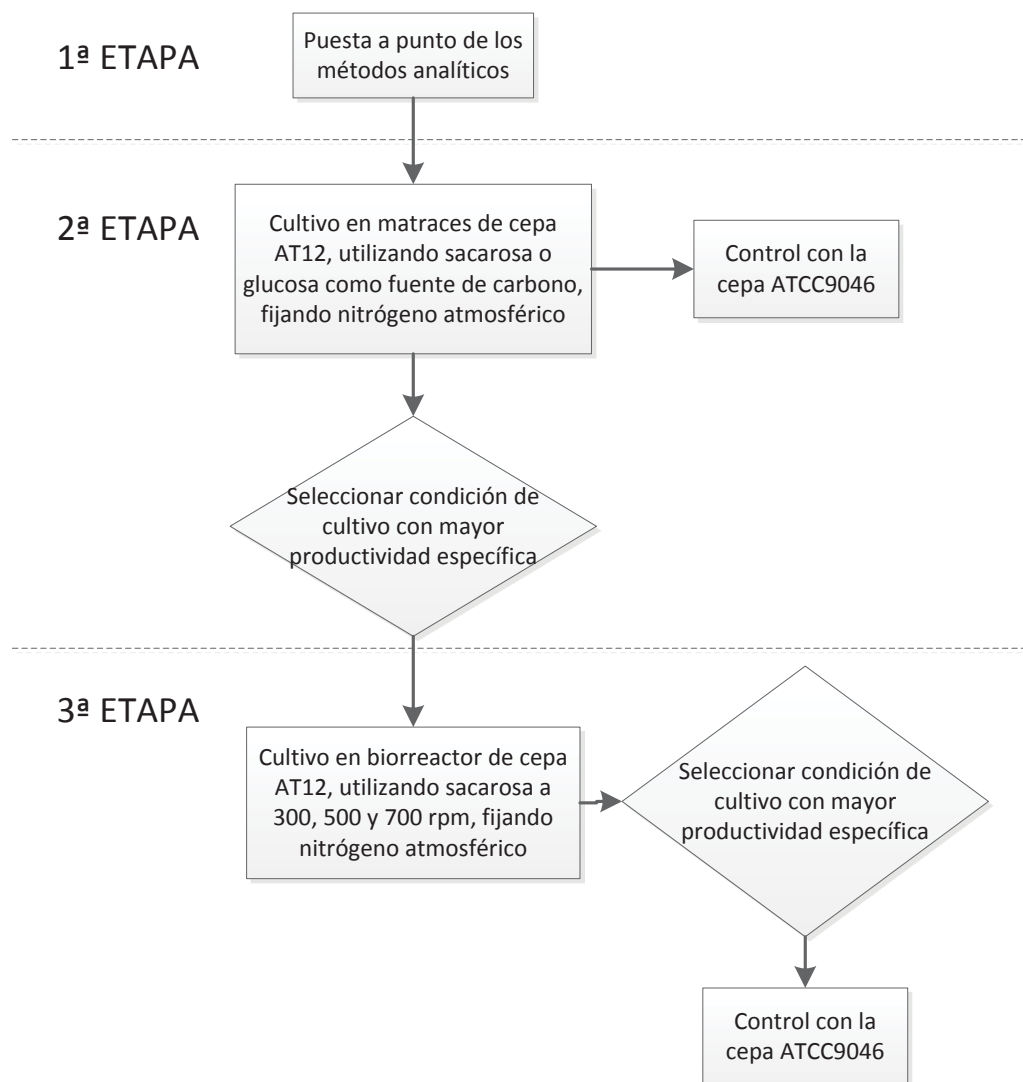 1ª ETAPA
Puesta a punto de los
métodos analíticos
2ª ETAPA
Cultivo en matraces de cepa
AT12, utilizando sacarosa o
glucosa como fuente de carbono,
fijando nitrógeno atmosférico
Control con la
cepa ATCC9046
Seleccionar condición de
cultivo con mayor
productividad específica
3ª ETAPA
Cultivo en biorreactor de cepa
AT12, utilizando sacarosa a
300, 500 y 700 rpm, fijando
nitrógeno atmosférico
Seleccionar condición de
cultivo con mayor
productividad específica
Control con la
cepa ATCC9046